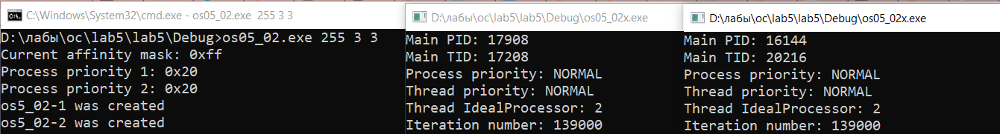 C:\Windows\System32\cmd.exe - os05_02.exe  255 3 3
D:\лабы\ос\lab5\lab5\Debug>os05_02.exe 255 3 3
Current affinity mask: 0xff
Process priority 1: 0x20
Process priority 2: 0x20
os5_02-1 was created
os5_02-2 was created
D:\лабы\ос\lab5\lab5\Debug\os05_02x.exe
Main PID: 17908
Main TID: 17208
Process priority: NORMAL
Thread priority: NORMAL
Thread IdealProcessor: 2
Iteration number: 139000
D:\лабы\ос\lab5\lab5\Debug\os05_02x.exe
Main PID: 16144
Main TID: 20216
Process priority: NORMAL
Thread priority: NORMAL
Thread IdealProcessor: 2
Iteration number: 139000